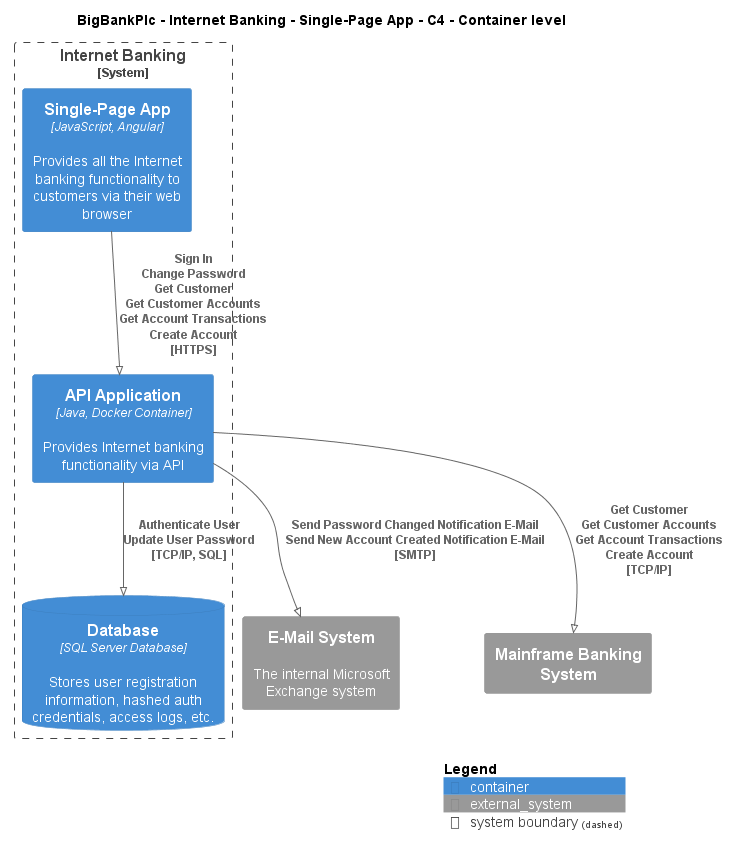 BigBankPlc - Internet Banking - Single-Page App - C4 - Container level
Internet Banking
[System]
Single-Page App
[JavaScript, Angular]
Provides all the Internet
banking functionality to
customers via their web
browser
Sign In
Change Password
Get Customer
Get Customer Accounts
Get Account Transactions
Create Account
[HTTPS]
API Application
[Java, Docker Container]
Provides Internet banking
functionality via API
Authenticate User
Update User Password
[TCP/IP, SQL]
Send Password Changed Notification E-Mail
Send New Account Created Notification E-Mail
[SMTP]
Get Customer
Get Customer Accounts
Get Account Transactions
Create Account
[TCP/IP]
Database
[SQL Server Database]
Stores user registration
information, hashed auth
credentials, access logs, etc.
E-Mail System
The internal Microsoft
Exchange system
Mainframe Banking
System
Legend
container
external_system
system boundary (dashed)